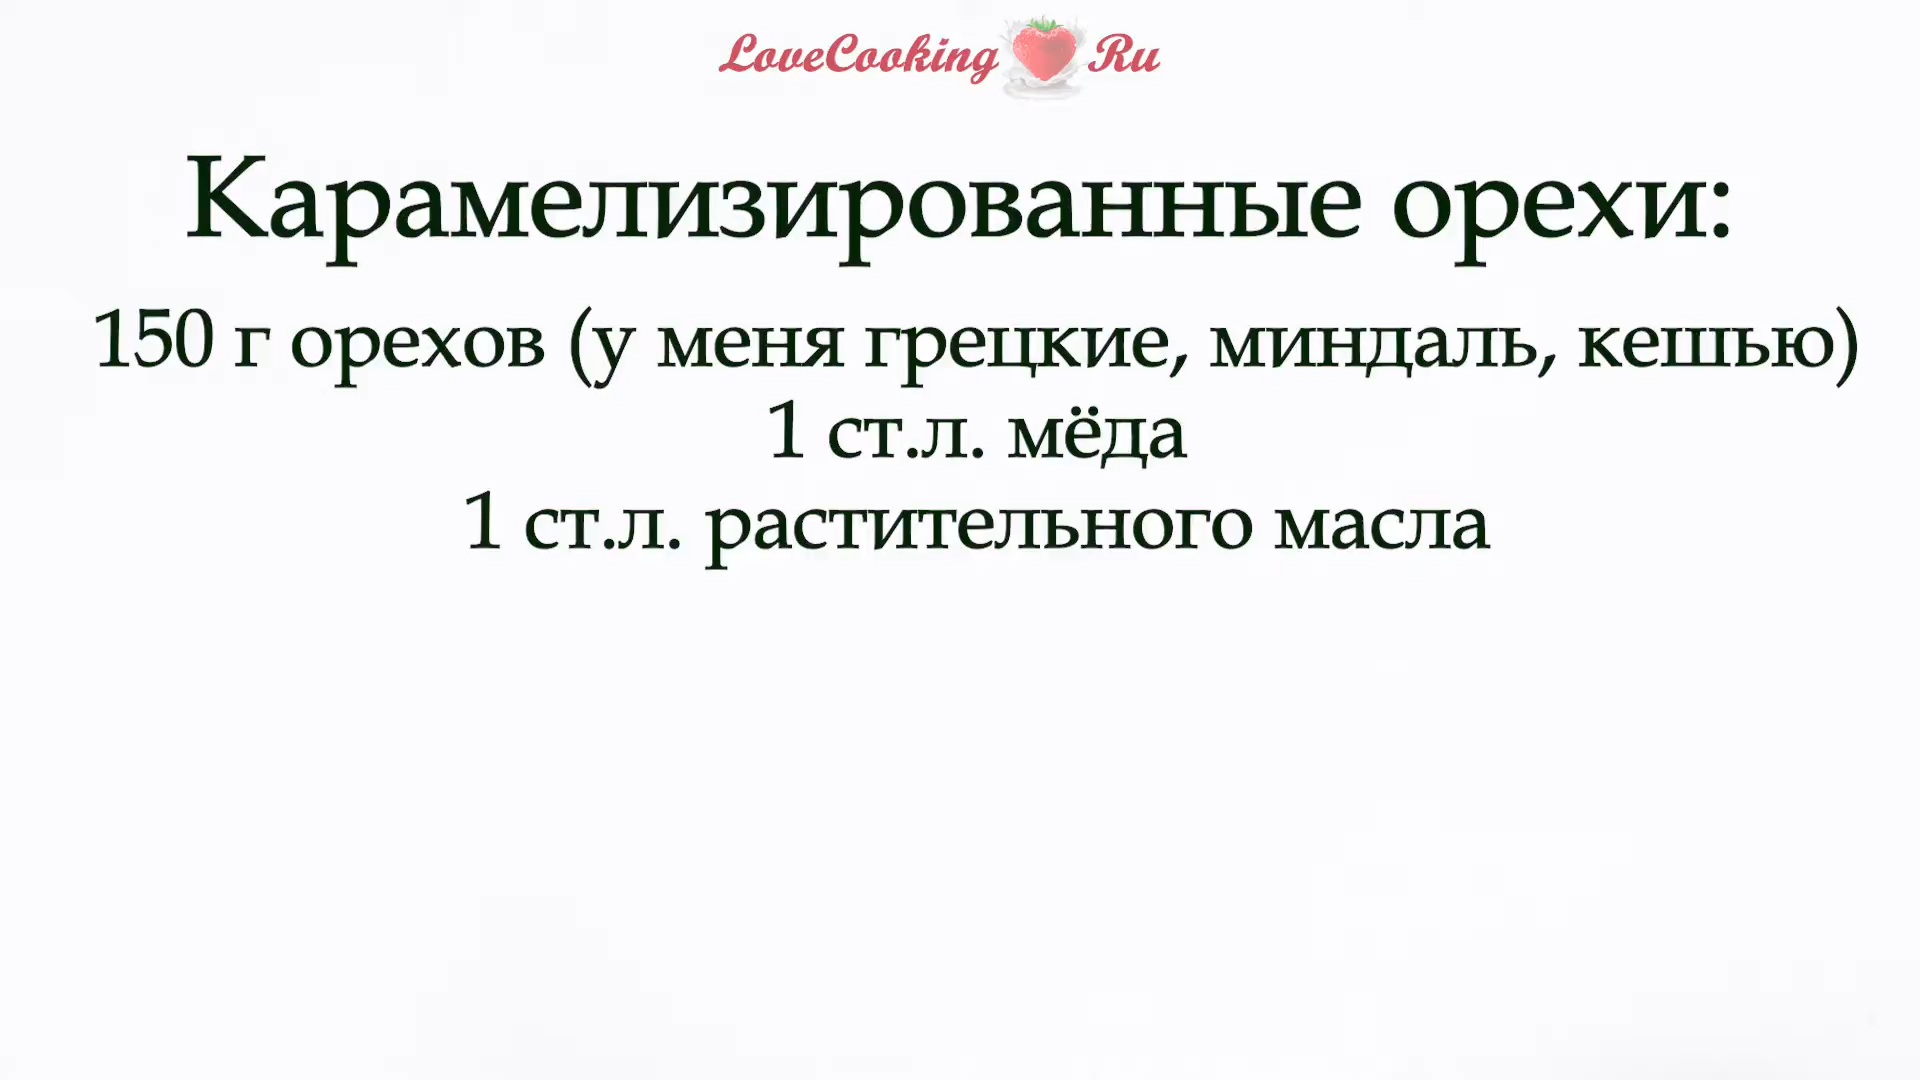 LoveCooking Ru
Карамелизированные орехи:
150 г орехов (у меня грецкие, миндаль, кешью)
1 ст.л. мёда
1 ст.л. растительного масла